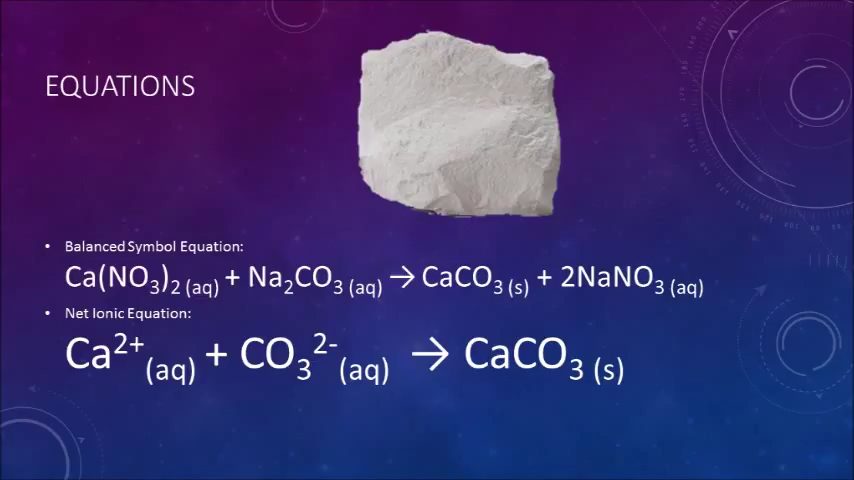 EQUATIONS
• Balanced Symbol Equation:
Ca(NO₃)₂ (aq) + Na₂CO₃ (aq) → CaCO₃ (s) + 2NaNO₃ (aq)
• Net Ionic Equation:
Ca²⁺(aq) + CO₃²⁻(aq) → CaCO₃ (s)